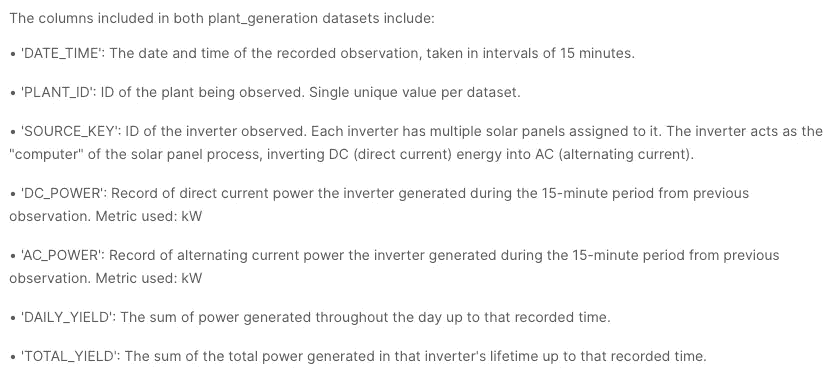 The columns included in both plant_generation datasets include:
• 'DATE_TIME': The date and time of the recorded observation, taken in intervals of 15 minutes.
• 'PLANT_ID': ID of the plant being observed. Single unique value per dataset.
• 'SOURCE_KEY': ID of the inverter observed. Each inverter has multiple solar panels assigned to it. The inverter acts as the
"computer" of the solar panel process, inverting DC (direct current) energy into AC (alternating current).
• 'DC_POWER': Record of direct current power the inverter generated during the 15-minute period from previous
observation. Metric used: kW
• 'AC_POWER': Record of alternating current power the inverter generated during the 15-minute period from previous
observation. Metric used: kW
• 'DAILY_YIELD': The sum of power generated throughout the day up to that recorded time.
• 'TOTAL_YIELD': The sum of the total power generated in that inverter's lifetime up to that recorded time.